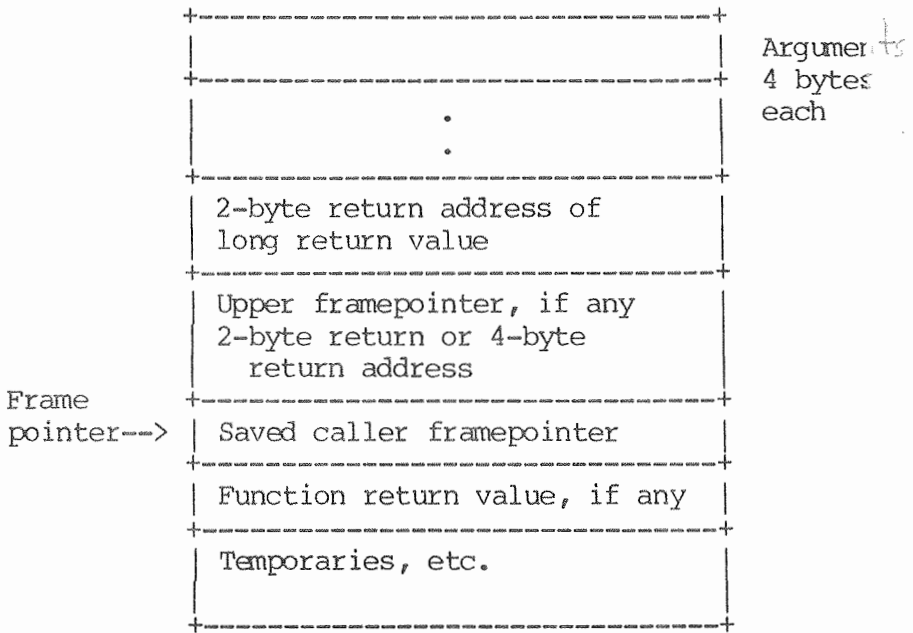 Arguments
4 bytes
each
.
.
2-byte return address of
long return value
Upper framepointer, if any
2-byte return or 4-byte
return address
Frame
pointer--> Saved caller framepointer
Function return value, if any
Temporaries, etc.